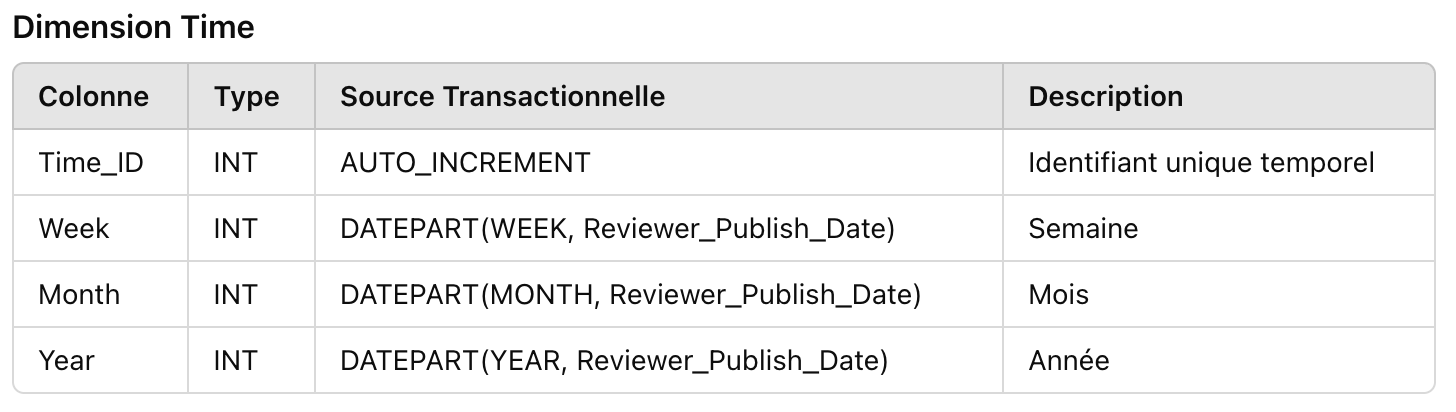 Dimension Time
Colonne Type Source Transactionnelle Description
Time_ID INT AUTO_INCREMENT Identifiant unique temporel
Week INT DATEPART(WEEK, Reviewer_Publish_Date) Semaine
Month INT DATEPART(MONTH, Reviewer_Publish_Date) Mois
Year INT DATEPART(YEAR, Reviewer_Publish_Date) Année